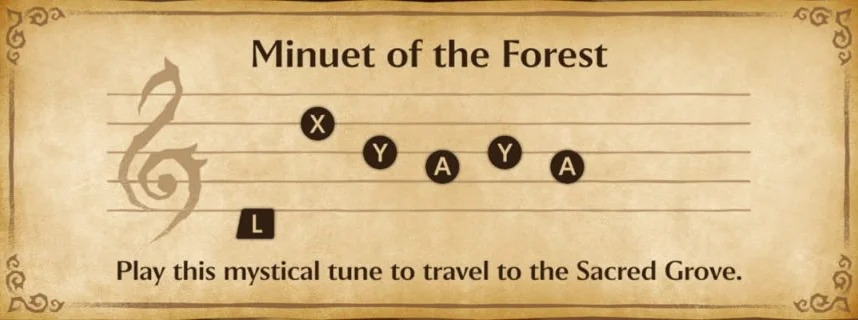 Minuet of the Forest
L X Y A Y A
Play this mystical tune to travel to the Sacred Grove.